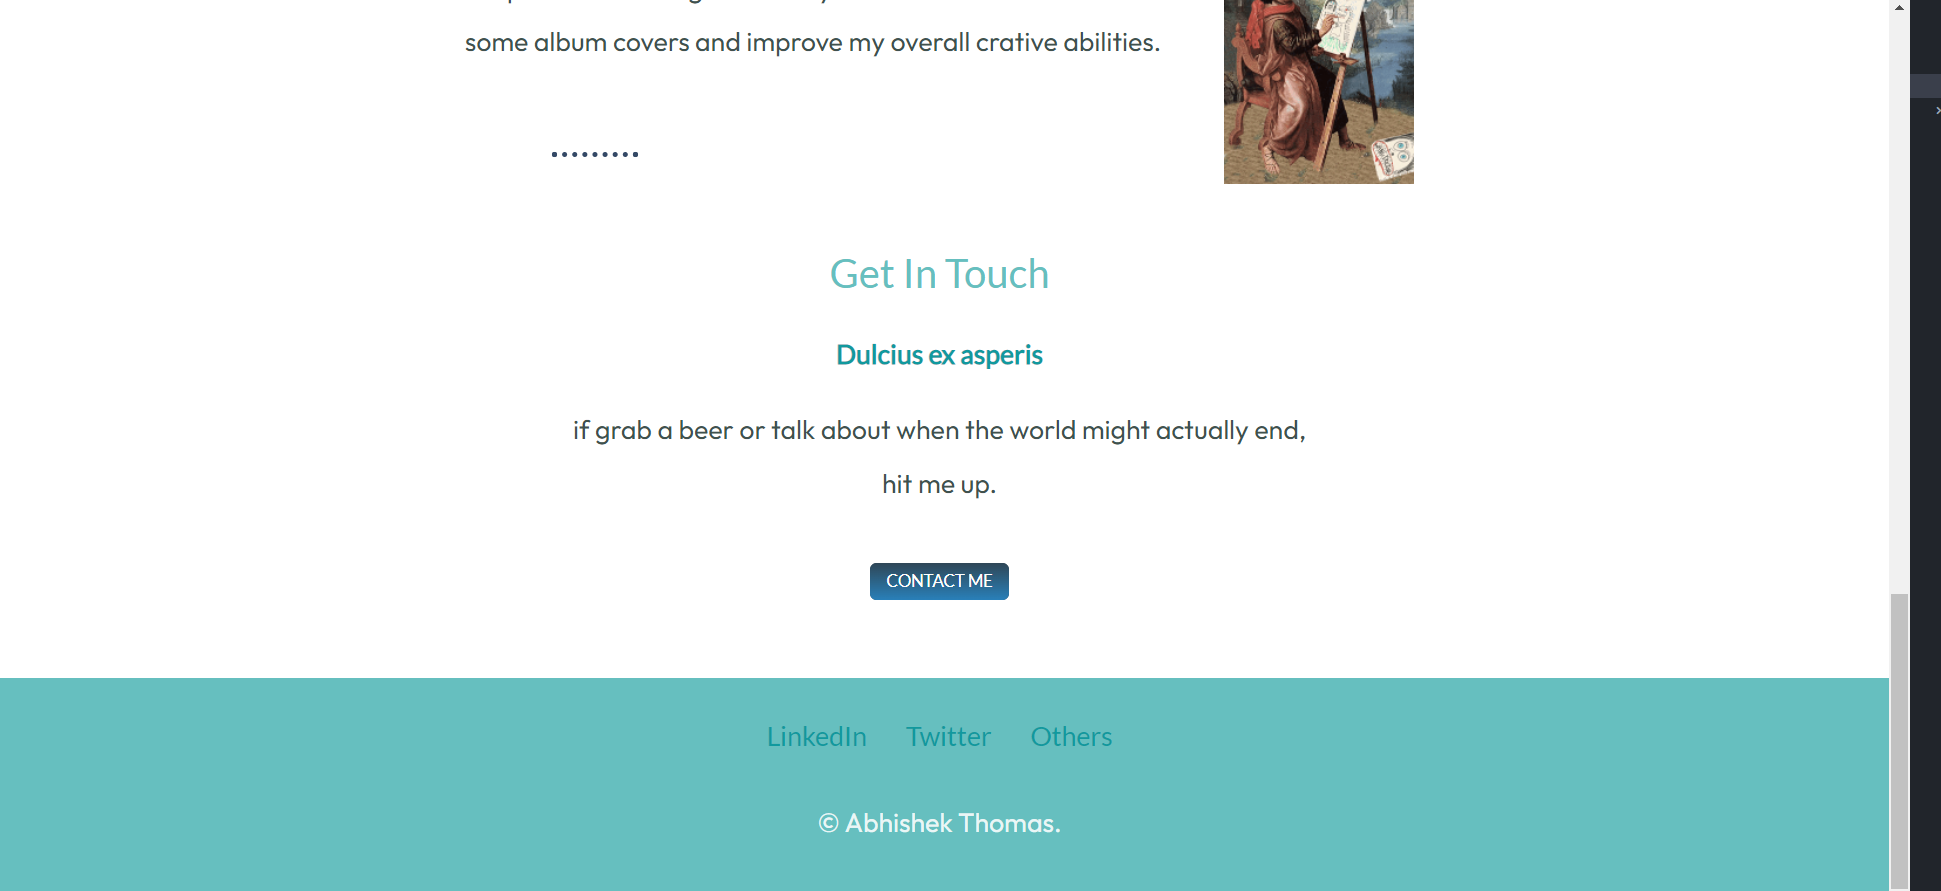 some album covers and improve my overall crative abilities.
Get In Touch
Dulcius ex asperis
if grab a beer or talk about when the world might actually end,
hit me up.
CONTACT ME
LinkedIn Twitter Others
© Abhishek Thomas.